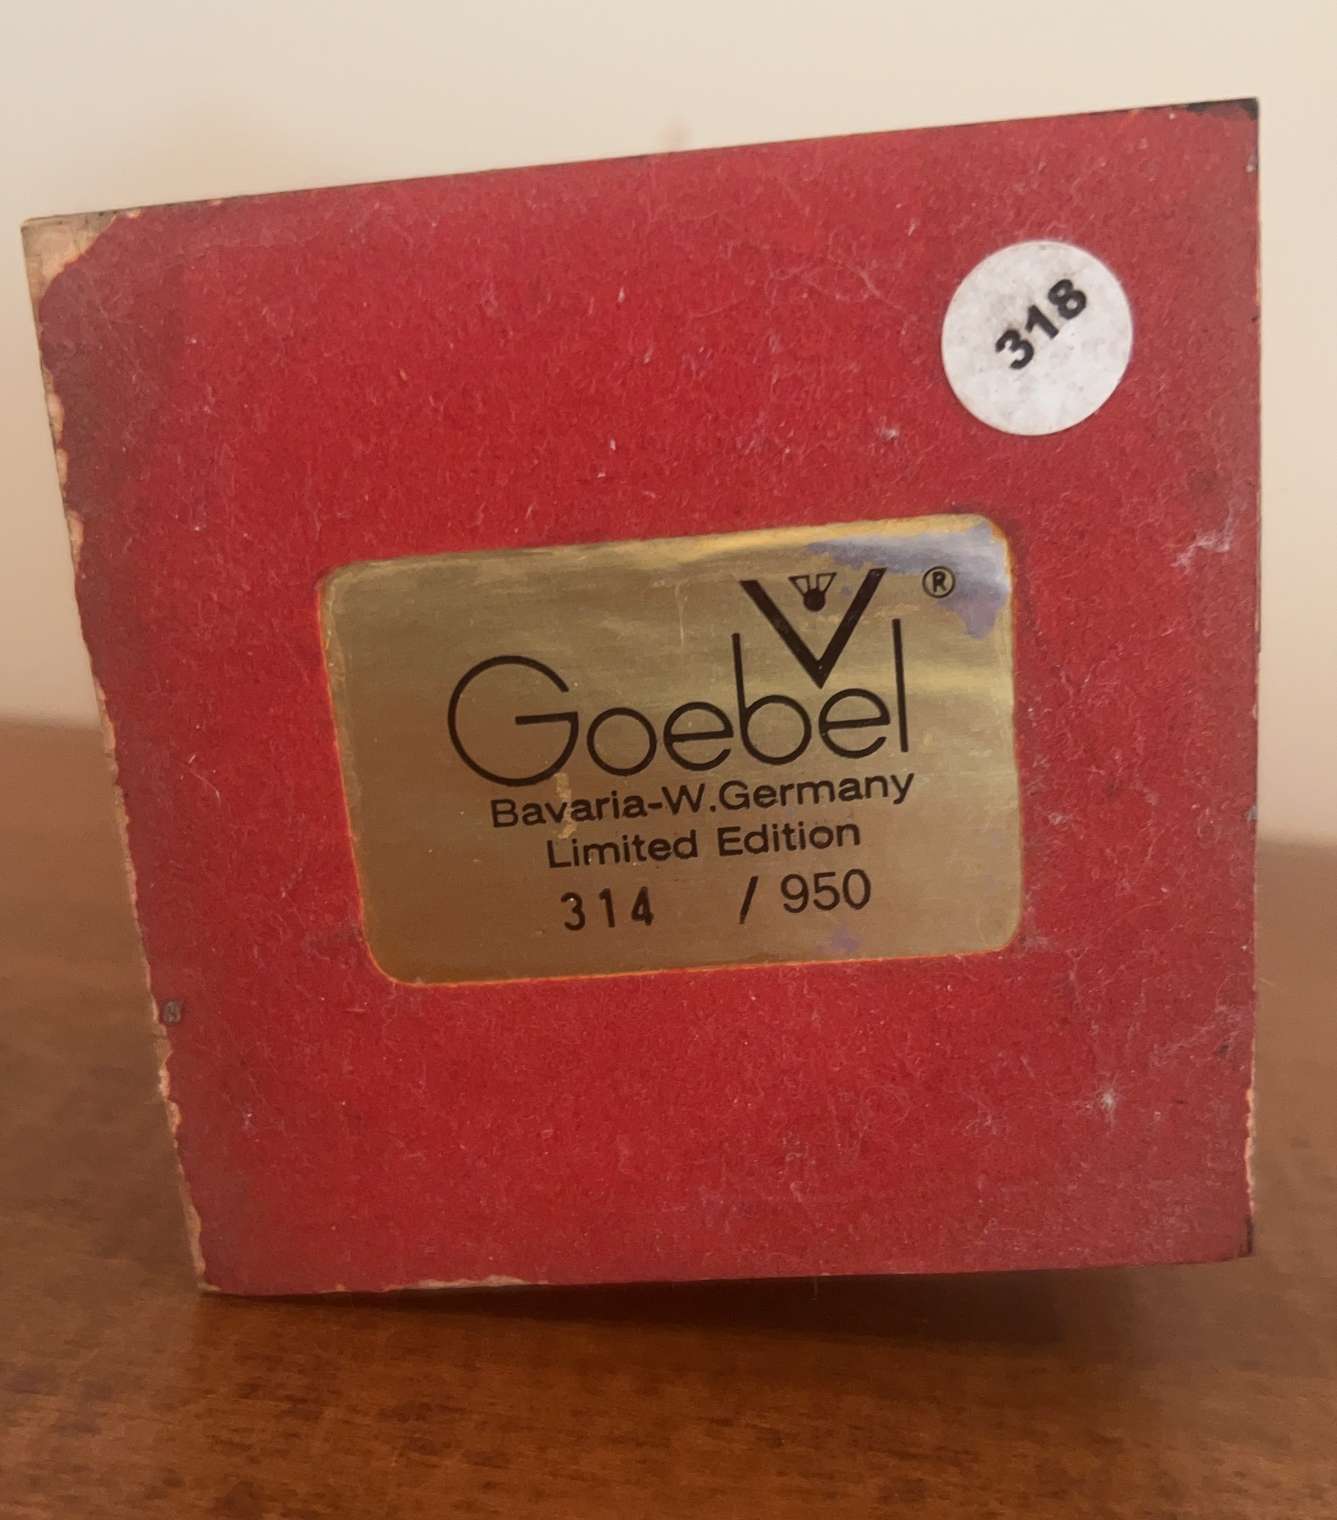 318
®
Goebel
Bavaria-W.Germany
Limited Edition
314 / 950